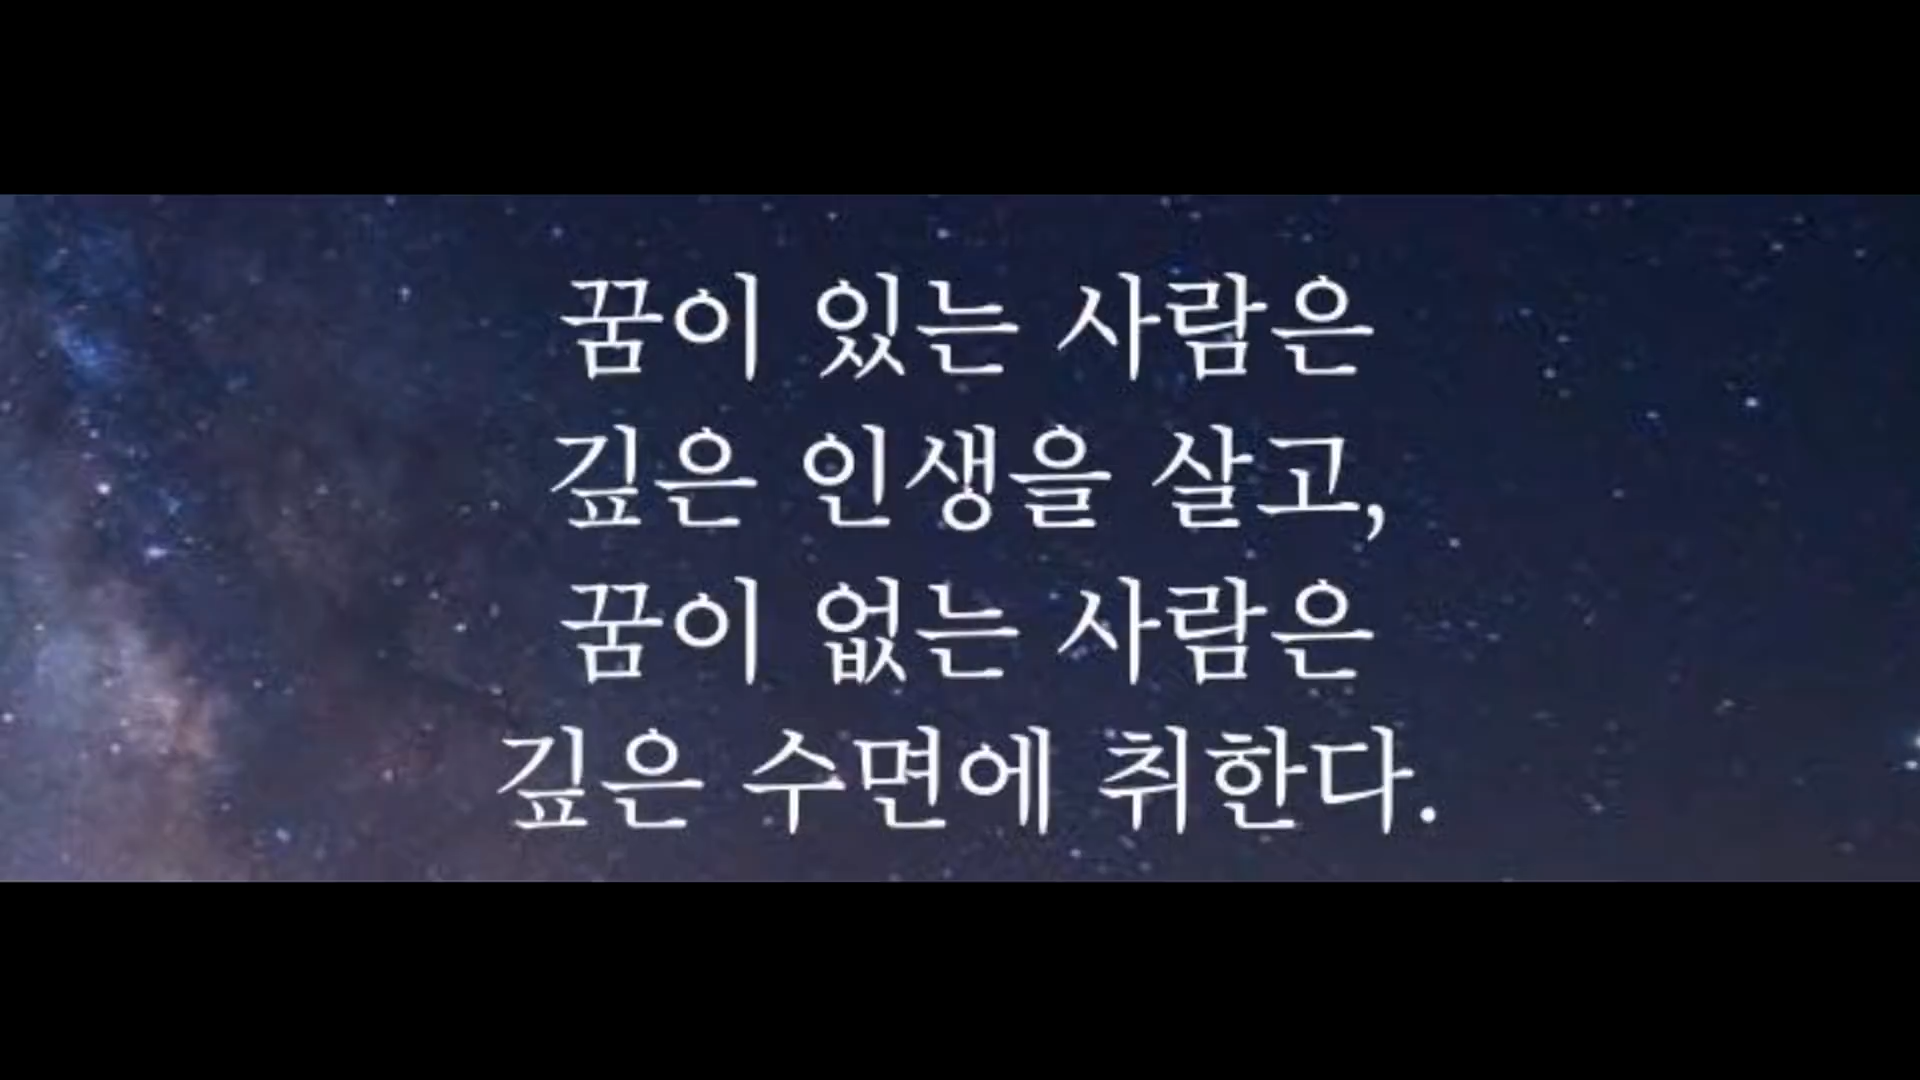 꿈이 있는 사람은
깊은 인생을 살고,
꿈이 없는 사람은
깊은 수면에 취한다.